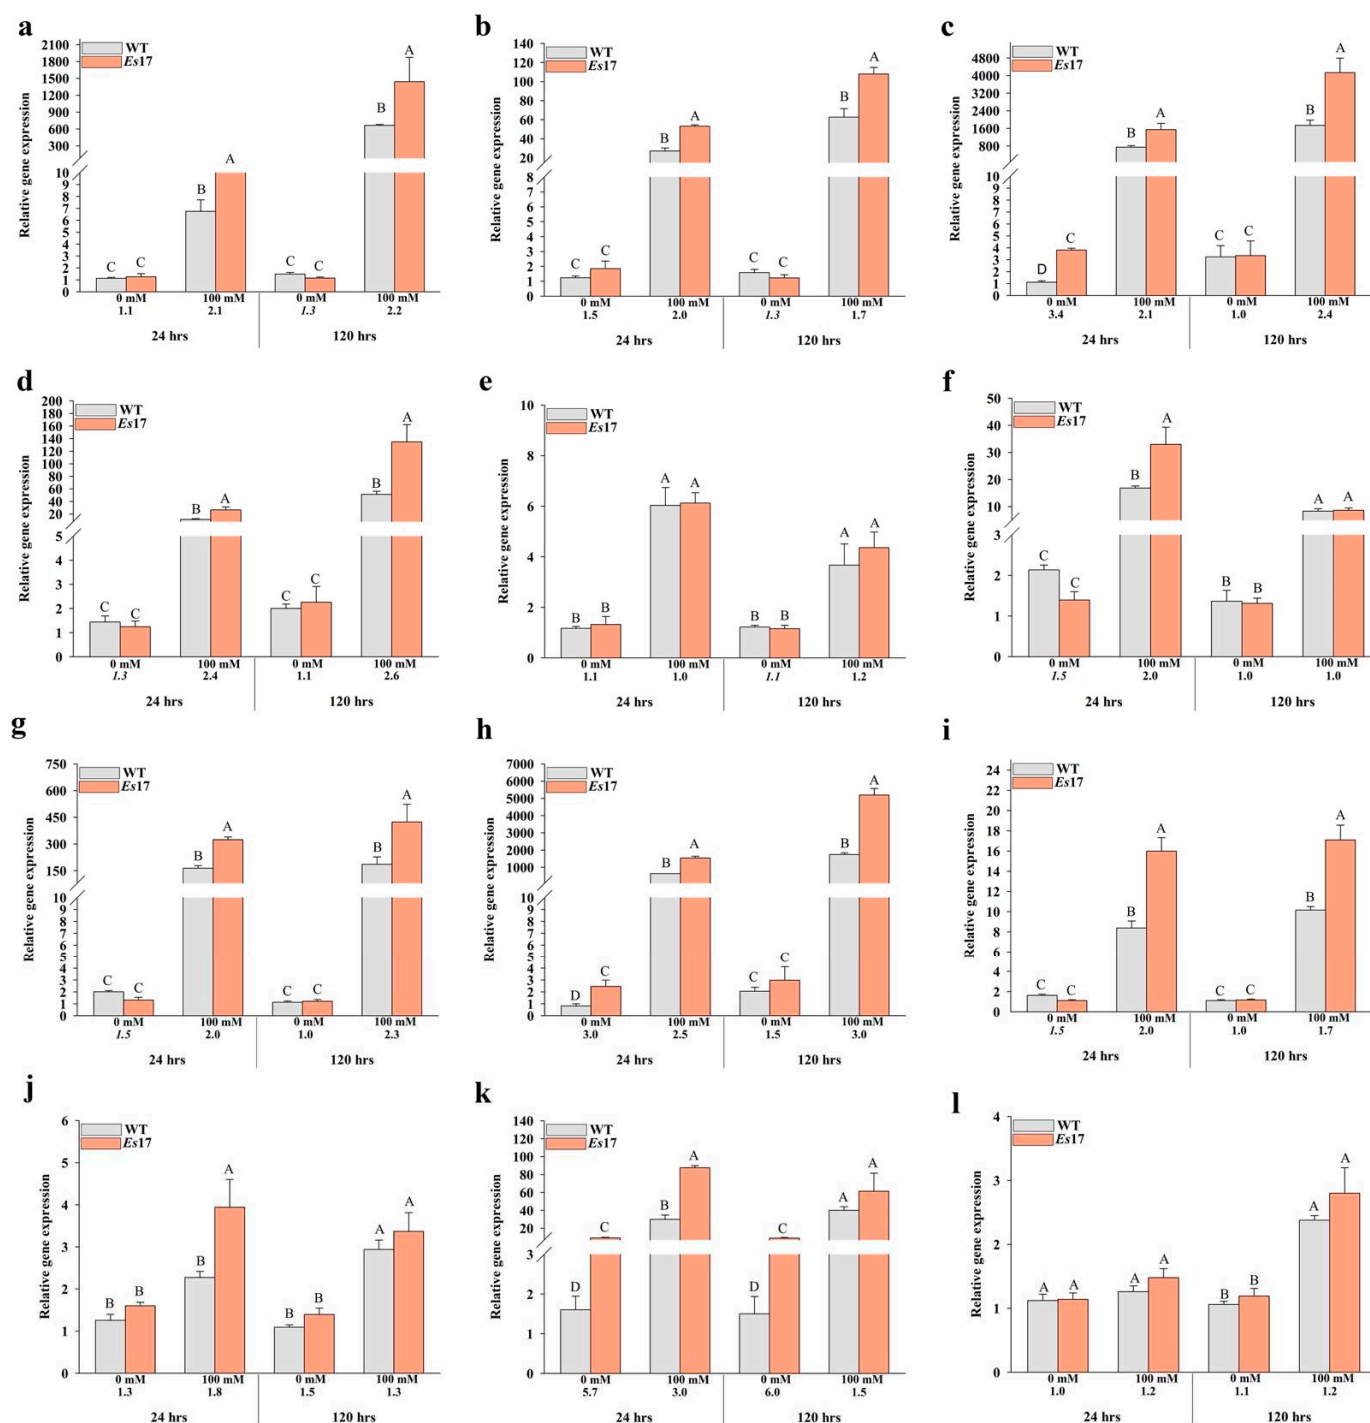 a
WT
Es17
Relative gene expression
2100
1800
1500
1200
900
600
300
10
9
8
7
6
5
4
3
2
1
0
C C B A C C B A
0 mM 100 mM 0 mM 100 mM
1.1 2.1 1.3 2.2
24 hrs 120 hrs
b
WT
Es17
Relative gene expression
140
120
100
80
60
40
20
8
7
6
5
4
3
2
1
0
C C B A C C B A
0 mM 100 mM 0 mM 100 mM
1.5 2.0 1.3 1.7
24 hrs 120 hrs
c
WT
Es17
Relative gene expression
4800
4000
3200
2400
1600
800
10
9
8
7
6
5
4
3
2
1
0
D C B A C C B A
0 mM 100 mM 0 mM 100 mM
3.4 2.1 1.0 2.4
24 hrs 120 hrs
d
WT
Es17
Relative gene expression
200
180
160
140
120
100
80
60
40
20
5
4
3
2
1
0
C C B A C C B A
0 mM 100 mM 0 mM 100 mM
1.3 2.4 1.1 2.6
24 hrs 120 hrs
e
WT
Es17
Relative gene expression
10
8
6
4
2
0
B B A A B B A A
0 mM 100 mM 0 mM 100 mM
1.1 1.0 1.1 1.2
24 hrs 120 hrs
f
WT
Es17
Relative gene expression
50
40
30
20
10
3
2
1
0
C C B A B B A A
0 mM 100 mM 0 mM 100 mM
1.5 2.0 1.0 1.0
24 hrs 120 hrs
g
WT
Es17
Relative gene expression
750
600
450
300
150
10
9
8
7
6
5
4
3
2
1
0
C C B A C C B A
0 mM 100 mM 0 mM 100 mM
1.5 2.0 1.0 2.3
24 hrs 120 hrs
h
WT
Es17
Relative gene expression
7000
6000
5000
4000
3000
2000
1000
10
9
8
7
6
5
4
3
2
1
0
D C B A C C B A
0 mM 100 mM 0 mM 100 mM
3.0 2.5 1.5 3.0
24 hrs 120 hrs
i
WT
Es17
Relative gene expression
24
22
20
18
16
14
12
10
8
6
4
2
0
C C B A C C B A
0 mM 100 mM 0 mM 100 mM
1.5 2.0 1.0 1.7
24 hrs 120 hrs
j
WT
Es17
Relative gene expression
6
5
4
3
2
1
0
B B B A B B A A
0 mM 100 mM 0 mM 100 mM
1.3 1.8 1.5 1.3
24 hrs 120 hrs
k
WT
Es17
Relative gene expression
140
120
100
80
60
40
20
3
2
1
0
D C B A D C A A
0 mM 100 mM 0 mM 100 mM
5.7 3.0 6.0 1.5
24 hrs 120 hrs
l
WT
Es17
Relative gene expression
4
3
2
1
0
A A A A B B A A
0 mM 100 mM 0 mM 100 mM
1.0 1.2 1.1 1.2
24 hrs 120 hrs